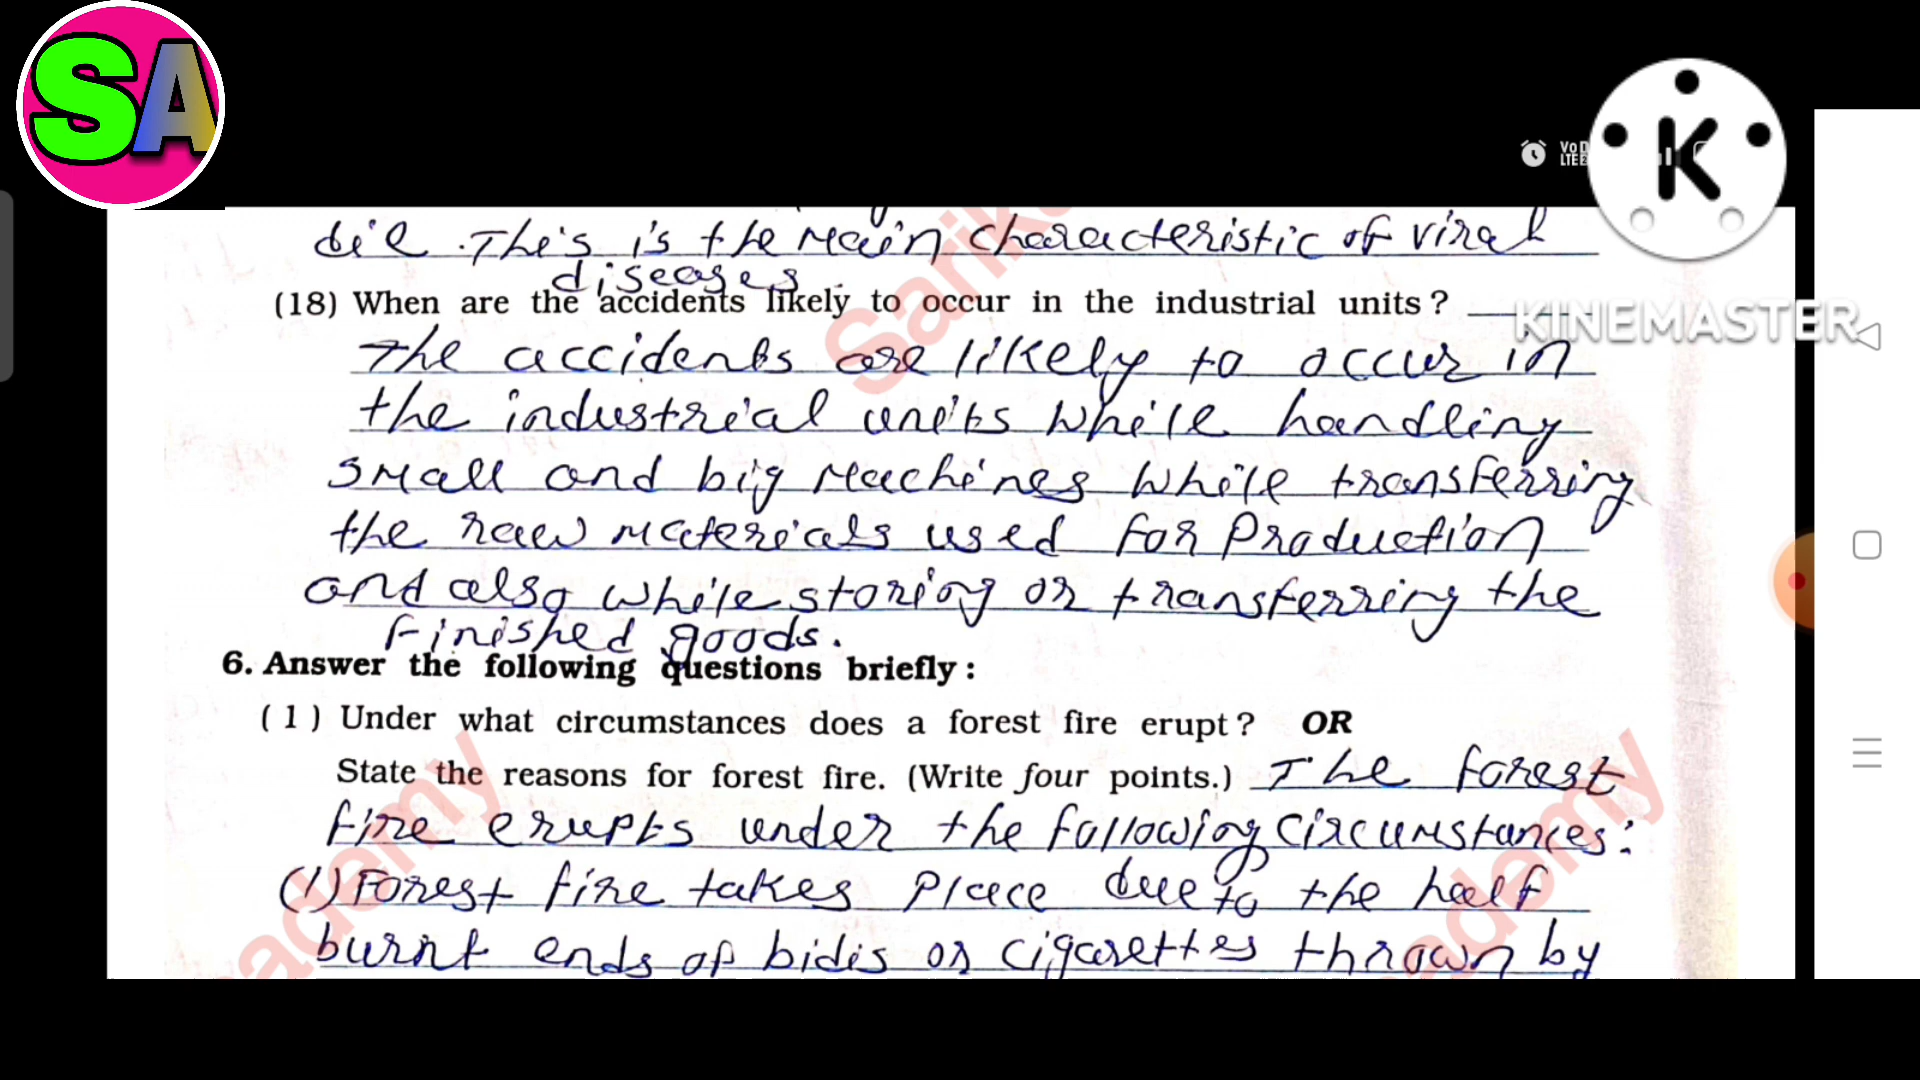 SA
VoD
LTE2
K
KINEMASTER
die. This is the main characteristic of viral
diseases.
(18) When are the accidents likely to occur in the industrial units?
The accidents are likely to occur in
the industrial units while handling
small and big machines while transferring
the raw materials used for production
and also while storing or transferring the
finished goods.
6. Answer the following questions briefly :
( 1 ) Under what circumstances does a forest fire erupt? OR
State the reasons for forest fire. (Write four points.) The forest
fire erupts under the following circumstances:
(1) Forest fire takes place due to the half
burnt ends of bidis or cigarettes thrown by
Sarik
ademy
ademy